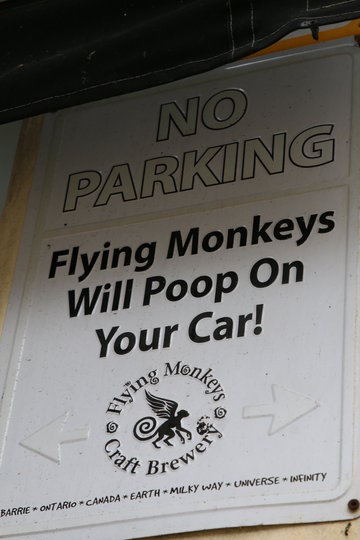 NO
PARKING
Flying Monkeys
Will Poop On
Your Car!
Flying Monkeys
Craft Brewery
BARRIE * ONTARIO * CANADA * EARTH * MILKY WAY * UNIVERSE * INFINITY